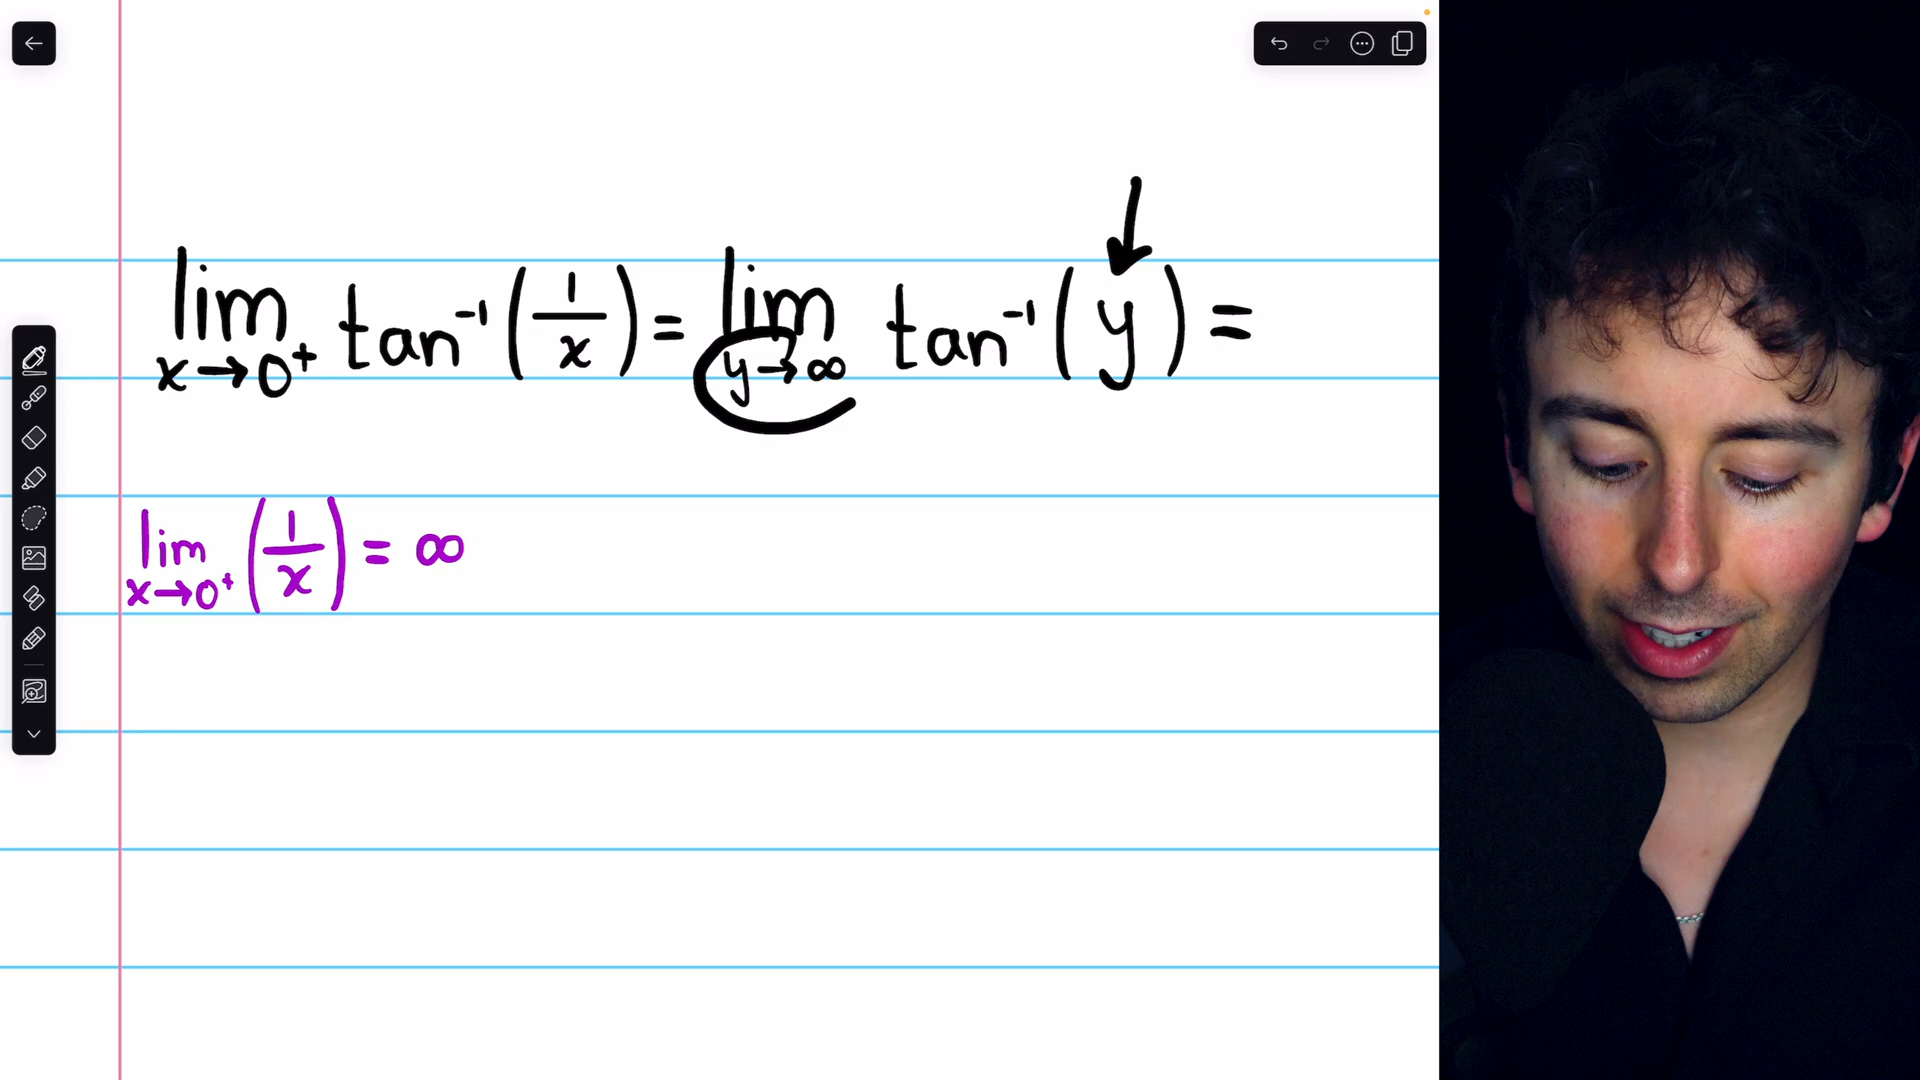 lim x→0⁺ tan⁻¹(1/x) = lim y→∞ tan⁻¹(y) =
lim x→0⁺ (1/x) = ∞